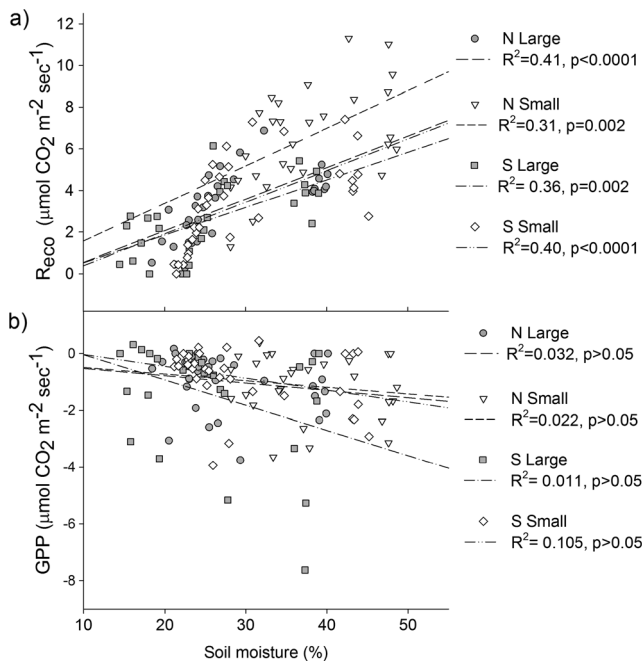 a)
12
10
8
6
4
2
0
Reco (μmol CO2 m-2 sec-1)
N Large
R2=0.41, p<0.0001
N Small
R2=0.31, p=0.002
S Large
R2= 0.36, p=0.002
S Small
R2= 0.40, p<0.0001
b)
0
-2
-4
-6
-8
GPP (μmol CO2 m-2 sec-1)
N Large
R2=0.032, p>0.05
N Small
R2=0.022, p>0.05
S Large
R2= 0.011, p>0.05
S Small
R2= 0.105, p>0.05
10 20 30 40 50
Soil moisture (%)